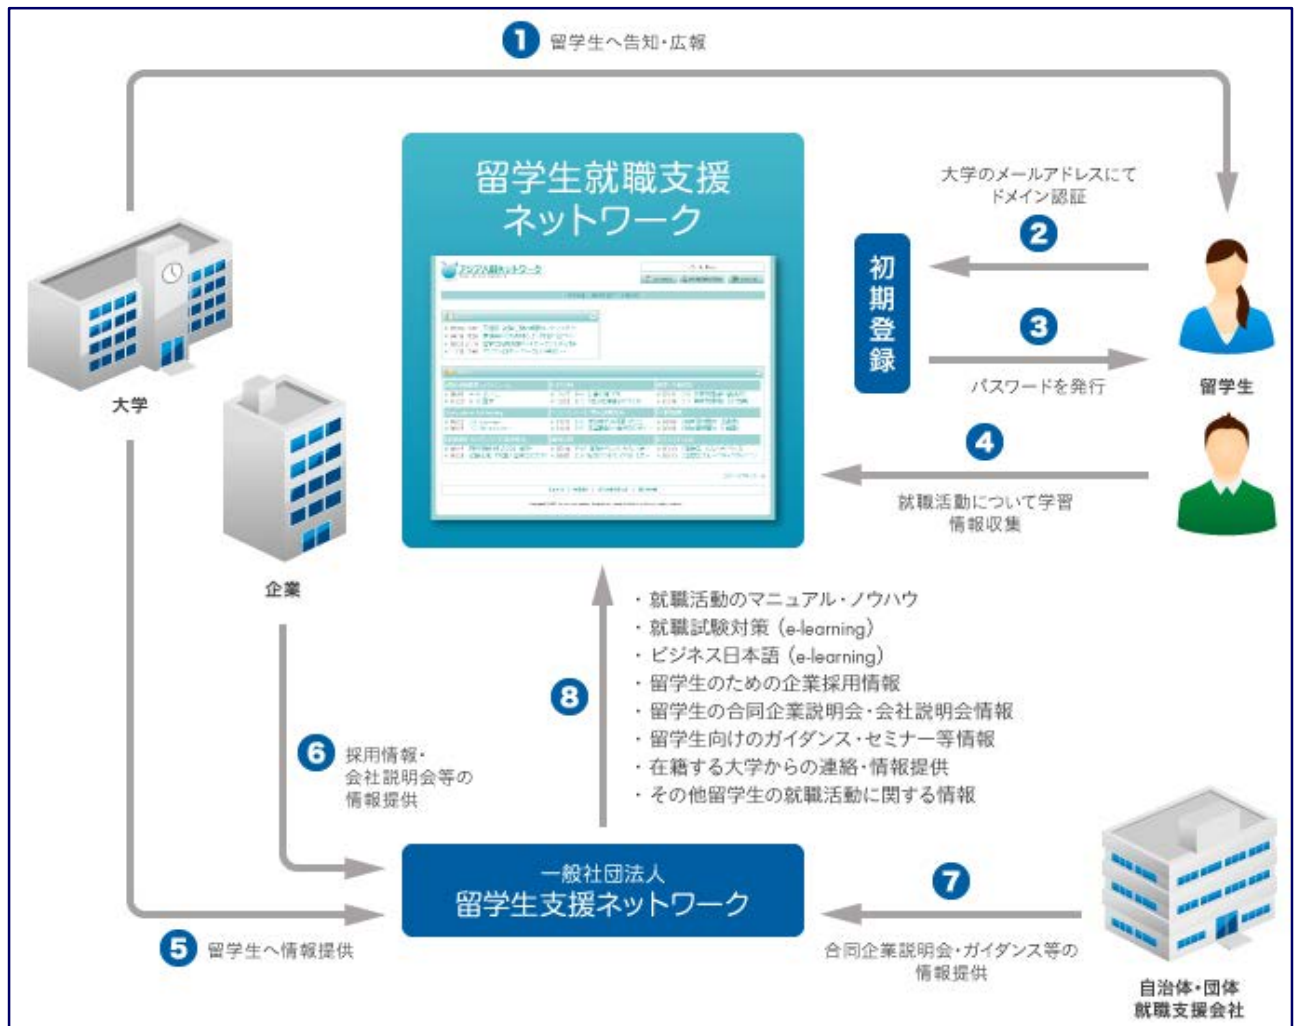 1 留学生へ告知・広報
留学生就職支援
ネットワーク
アジア人財ネットワーク
大学のメールアドレスにて
ドメイン認証
2
初期登録
3
パスワードを発行
留学生
4
就職活動について学習
情報収集
大学
企業
・就職活動のマニュアル・ノウハウ
・就職試験対策（e-learning）
・ビジネス日本語（e-learning）
・留学生のための企業採用情報
・留学生の合同企業説明会・会社説明会情報
・留学生向けのガイダンス・セミナー等情報
・在籍する大学からの連絡・情報提供
・その他留学生の就職活動に関する情報
8
6 採用情報・
会社説明会等の
情報提供
一般社団法人
留学生支援ネットワーク
5 留学生へ情報提供
7
合同企業説明会・ガイダンス等の
情報提供
自治体・団体
就職支援会社